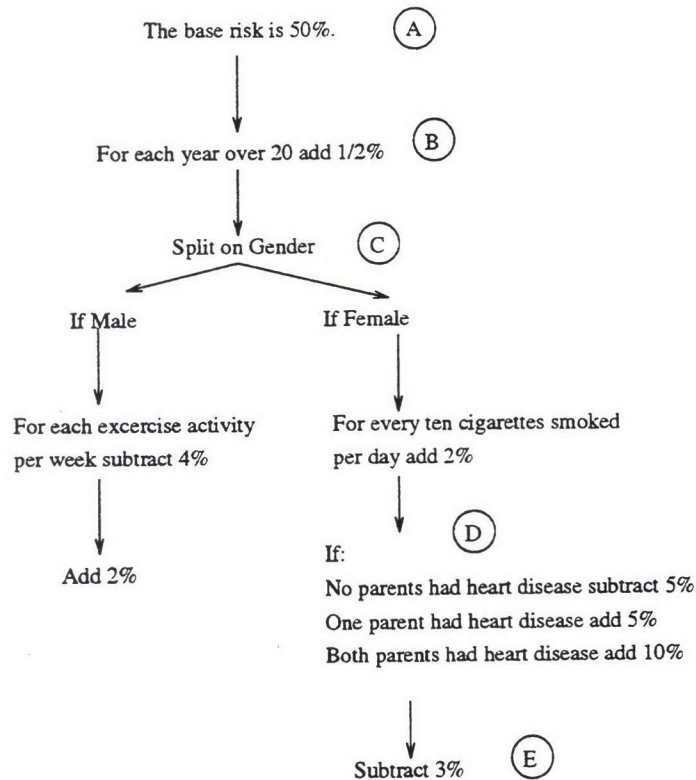 The base risk is 50%. A
For each year over 20 add 1/2% B
Split on Gender C
If Male
If Female
For each excercise activity
per week subtract 4%
Add 2%
For every ten cigarettes smoked
per day add 2%
D
If:
No parents had heart disease subtract 5%
One parent had heart disease add 5%
Both parents had heart disease add 10%
Subtract 3% E